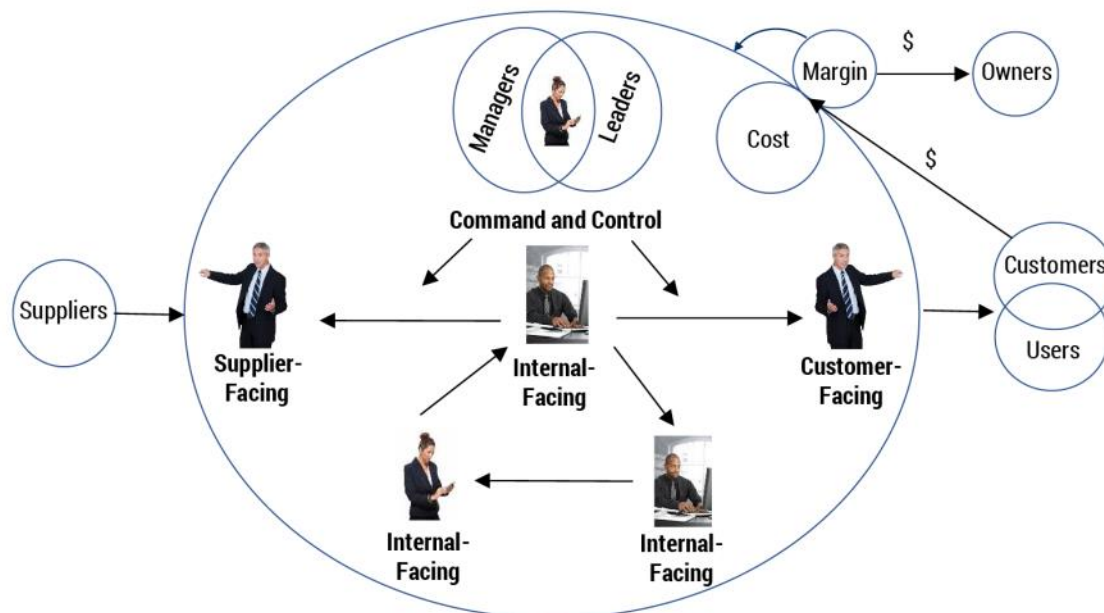 Managers
Leaders
Margin
$
Owners
Cost
$
Command and Control
Customers
Users
Suppliers
Supplier-
Facing
Internal-
Facing
Customer-
Facing
Internal-
Facing
Internal-
Facing